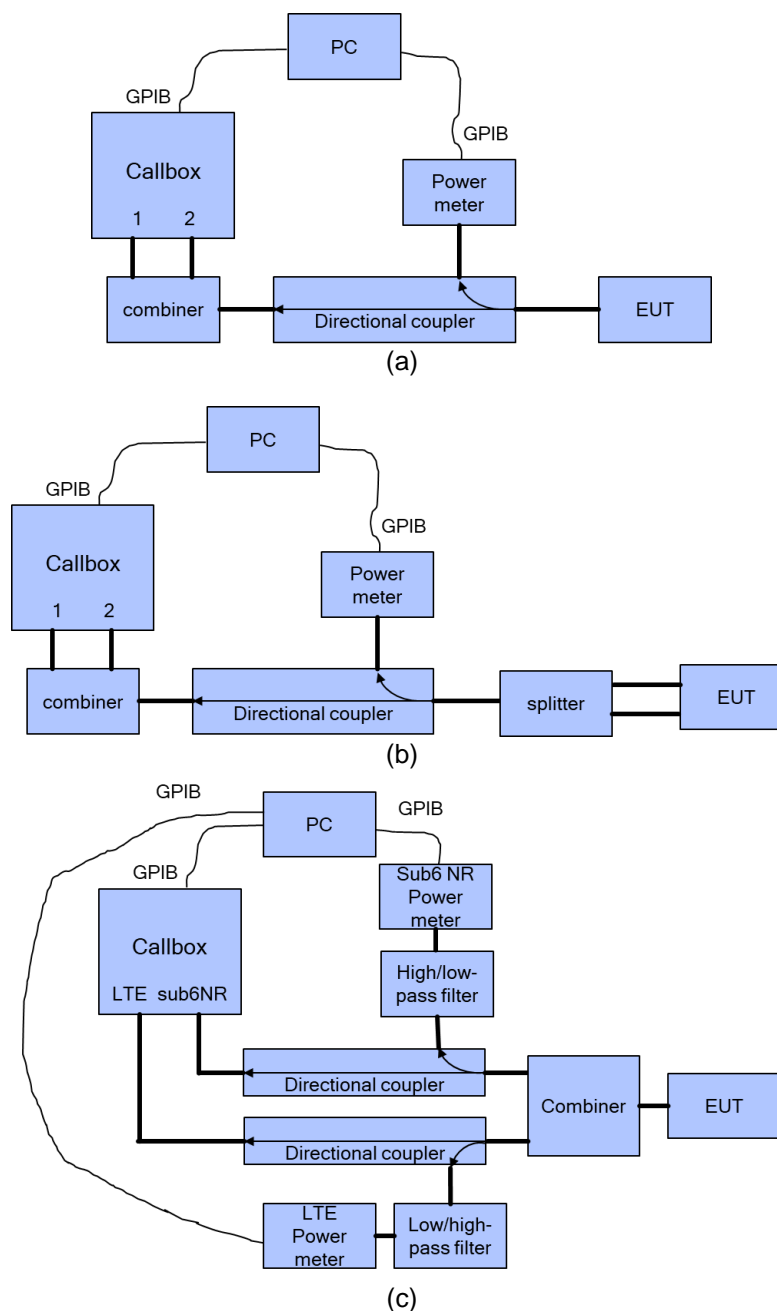 PC
GPIB
GPIB
Callbox
1 2
Power
meter
combiner
Directional coupler
EUT
(a)
PC
GPIB
GPIB
Callbox
1 2
Power
meter
combiner
Directional coupler
splitter
EUT
(b)
GPIB
PC
GPIB
GPIB
Sub6 NR
Power
meter
Callbox
LTE sub6NR
High/low-
pass filter
Directional coupler
Combiner
EUT
Directional coupler
LTE
Power
meter
Low/high-
pass filter
(c)